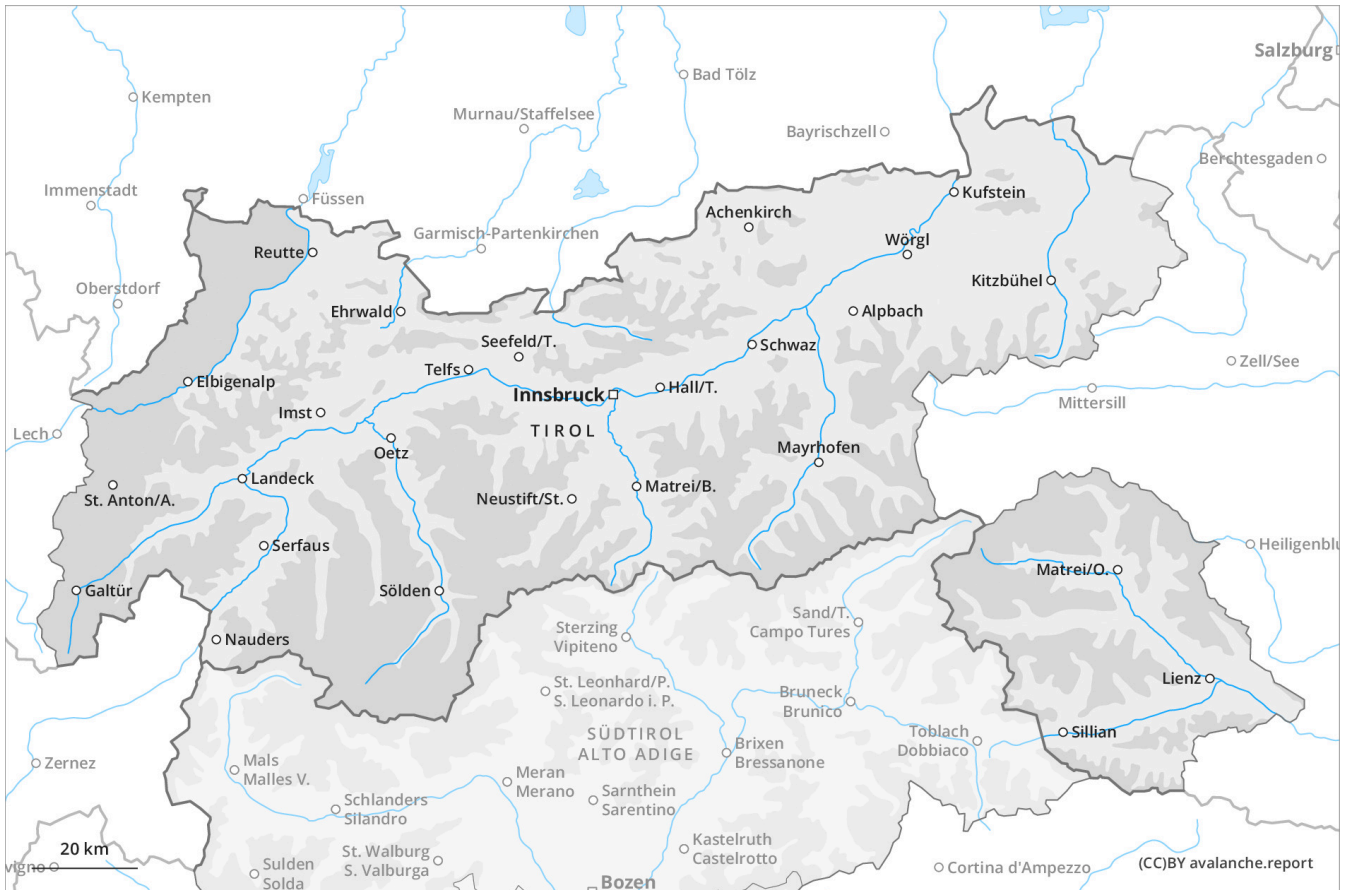 Salzburg
Bad Tölz
Kempten
Murnau/Staffelsee
Bayrischzell
Berchtesgaden
Immenstadt
Füssen
Kufstein
Achenkirch
Garmisch-Partenkirchen
Wörgl
Reutte
Kitzbühel
Oberstdorf
Ehrwald
Alpbach
Seefeld/T.
Schwaz
Zell/See
Telfs
Elbigenalp
Hall/T.
Innsbruck
Mittersill
Imst
TIROL
Lech
Oetz
Mayrhofen
Landeck
Matrei/B.
St. Anton/A.
Neustift/St.
Serfaus
Heiligenblu
Matrei/O.
Galtür
Sölden
Sand/T.
Campo Tures
Sterzing
Vipiteno
Nauders
Lienz
St. Leonhard/P.
S. Leonardo i. P.
Bruneck
Brunico
Sillian
Toblach
Dobbiaco
SÜDTIROL
ALTO ADIGE
Brixen
Bressanone
Zernez
Mals
Malles V.
Meran
Merano
Sarnthein
Sarentino
Schlanders
Silandro
Kastelruth
Castelrotto
20 km
St. Walburg
S. Valburga
vigno
Sulden
Solda
Cortina d'Ampezzo
(CC)BY avalanche.report
Bozen